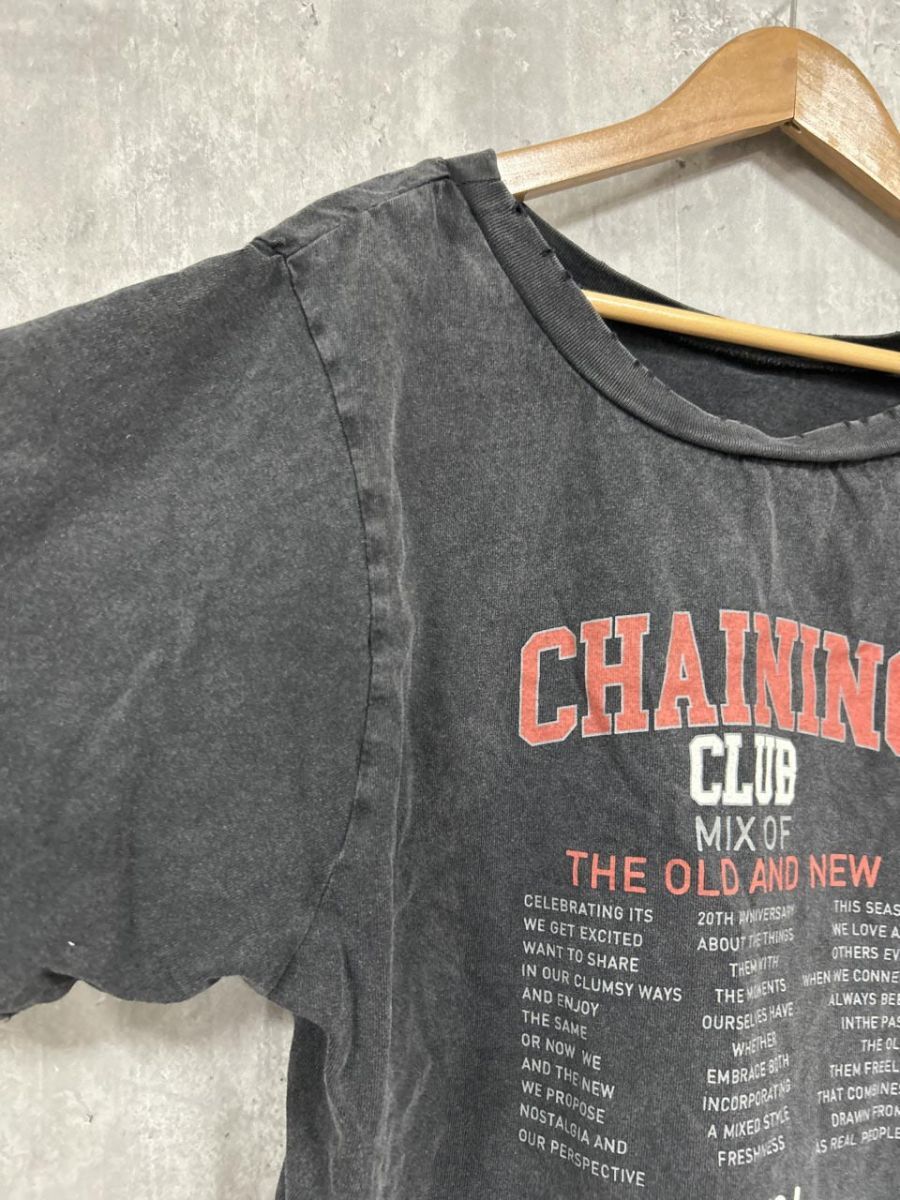 CHAINING
CLUB
MIX OF
THE OLD AND NEW
CELEBRATING ITS 20TH ANNIVERSARY THIS SEAS
WE GET EXCITED ABOUT THE THINGS WE LOVE A
WANT TO SHARE THEM WITH OTHERS EV
IN OUR CLUMSY WAYS THE MOMENTS WHEN WE CONNE
AND ENJOY OURSELVES HAVE ALWAYS BEE
THE SAME WHETHER INTHE PAS
OR NOW WE EMBRACE BOTH THE OL
AND THE NEW INCORPORATING THEM FREEL
WE PROPOSE A MIXED STYLE THAT COMBINES
NOSTALGIA AND FRESHNESS DRAWN FROM
OUR PERSPECTIVE AS REAL PEOPLE